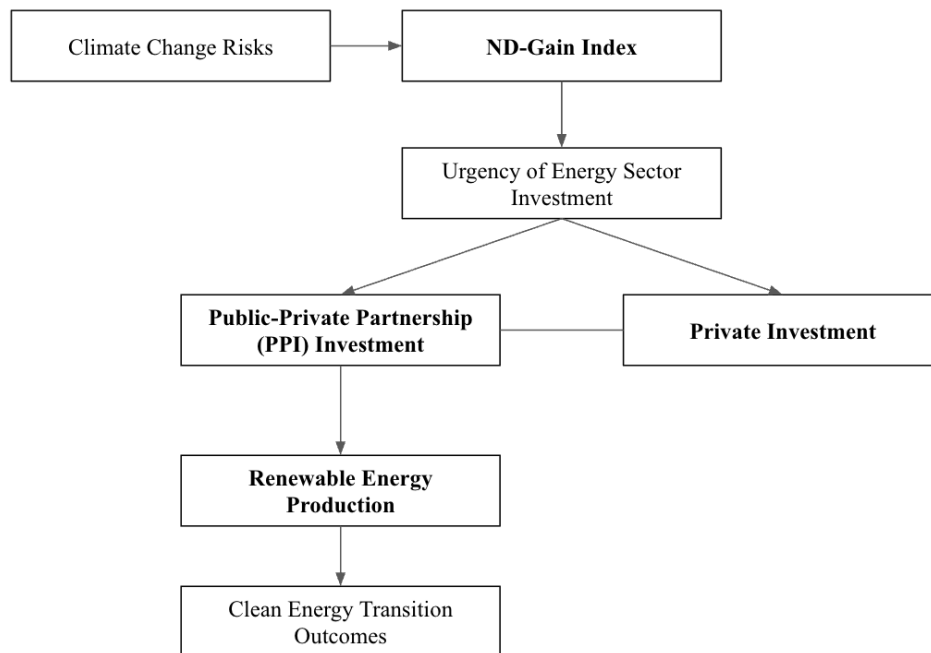 Climate Change Risks
ND-Gain Index
Urgency of Energy Sector
Investment
Public-Private Partnership
(PPI) Investment
Private Investment
Renewable Energy
Production
Clean Energy Transition
Outcomes